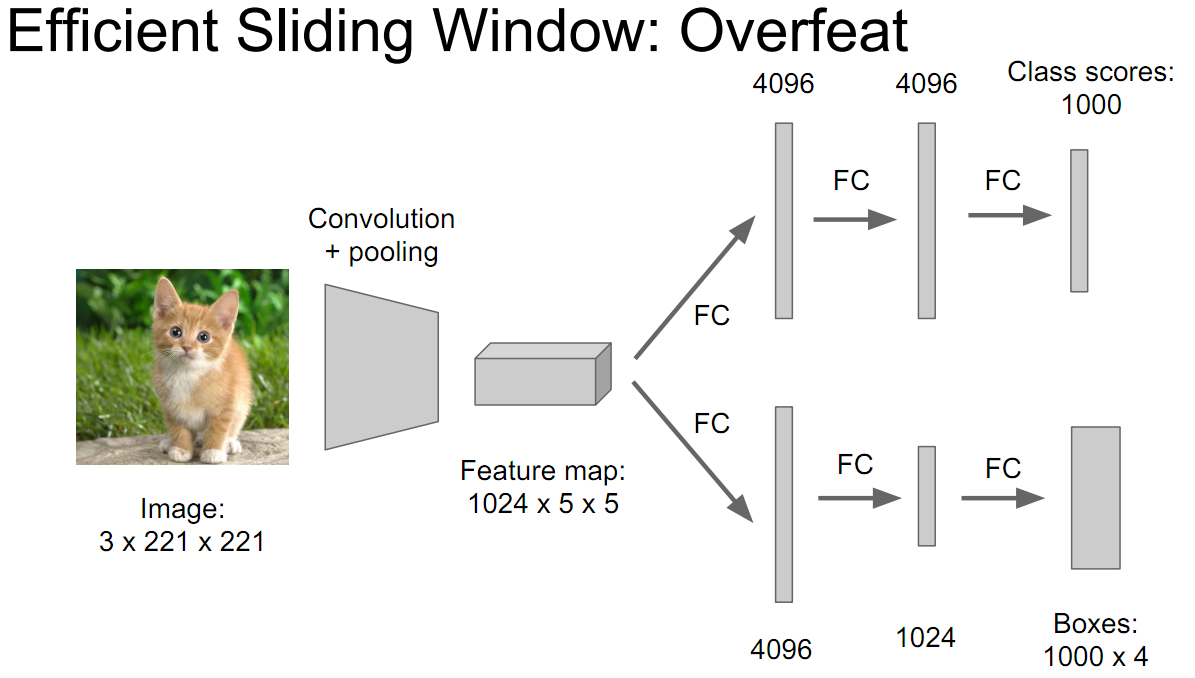 Efficient Sliding Window: Overfeat
4096
4096
Class scores:
1000
FC
FC
Convolution
+ pooling
FC
FC
Feature map:
1024 x 5 x 5
Image:
3 x 221 x 221
FC
FC
4096
1024
Boxes:
1000 x 4